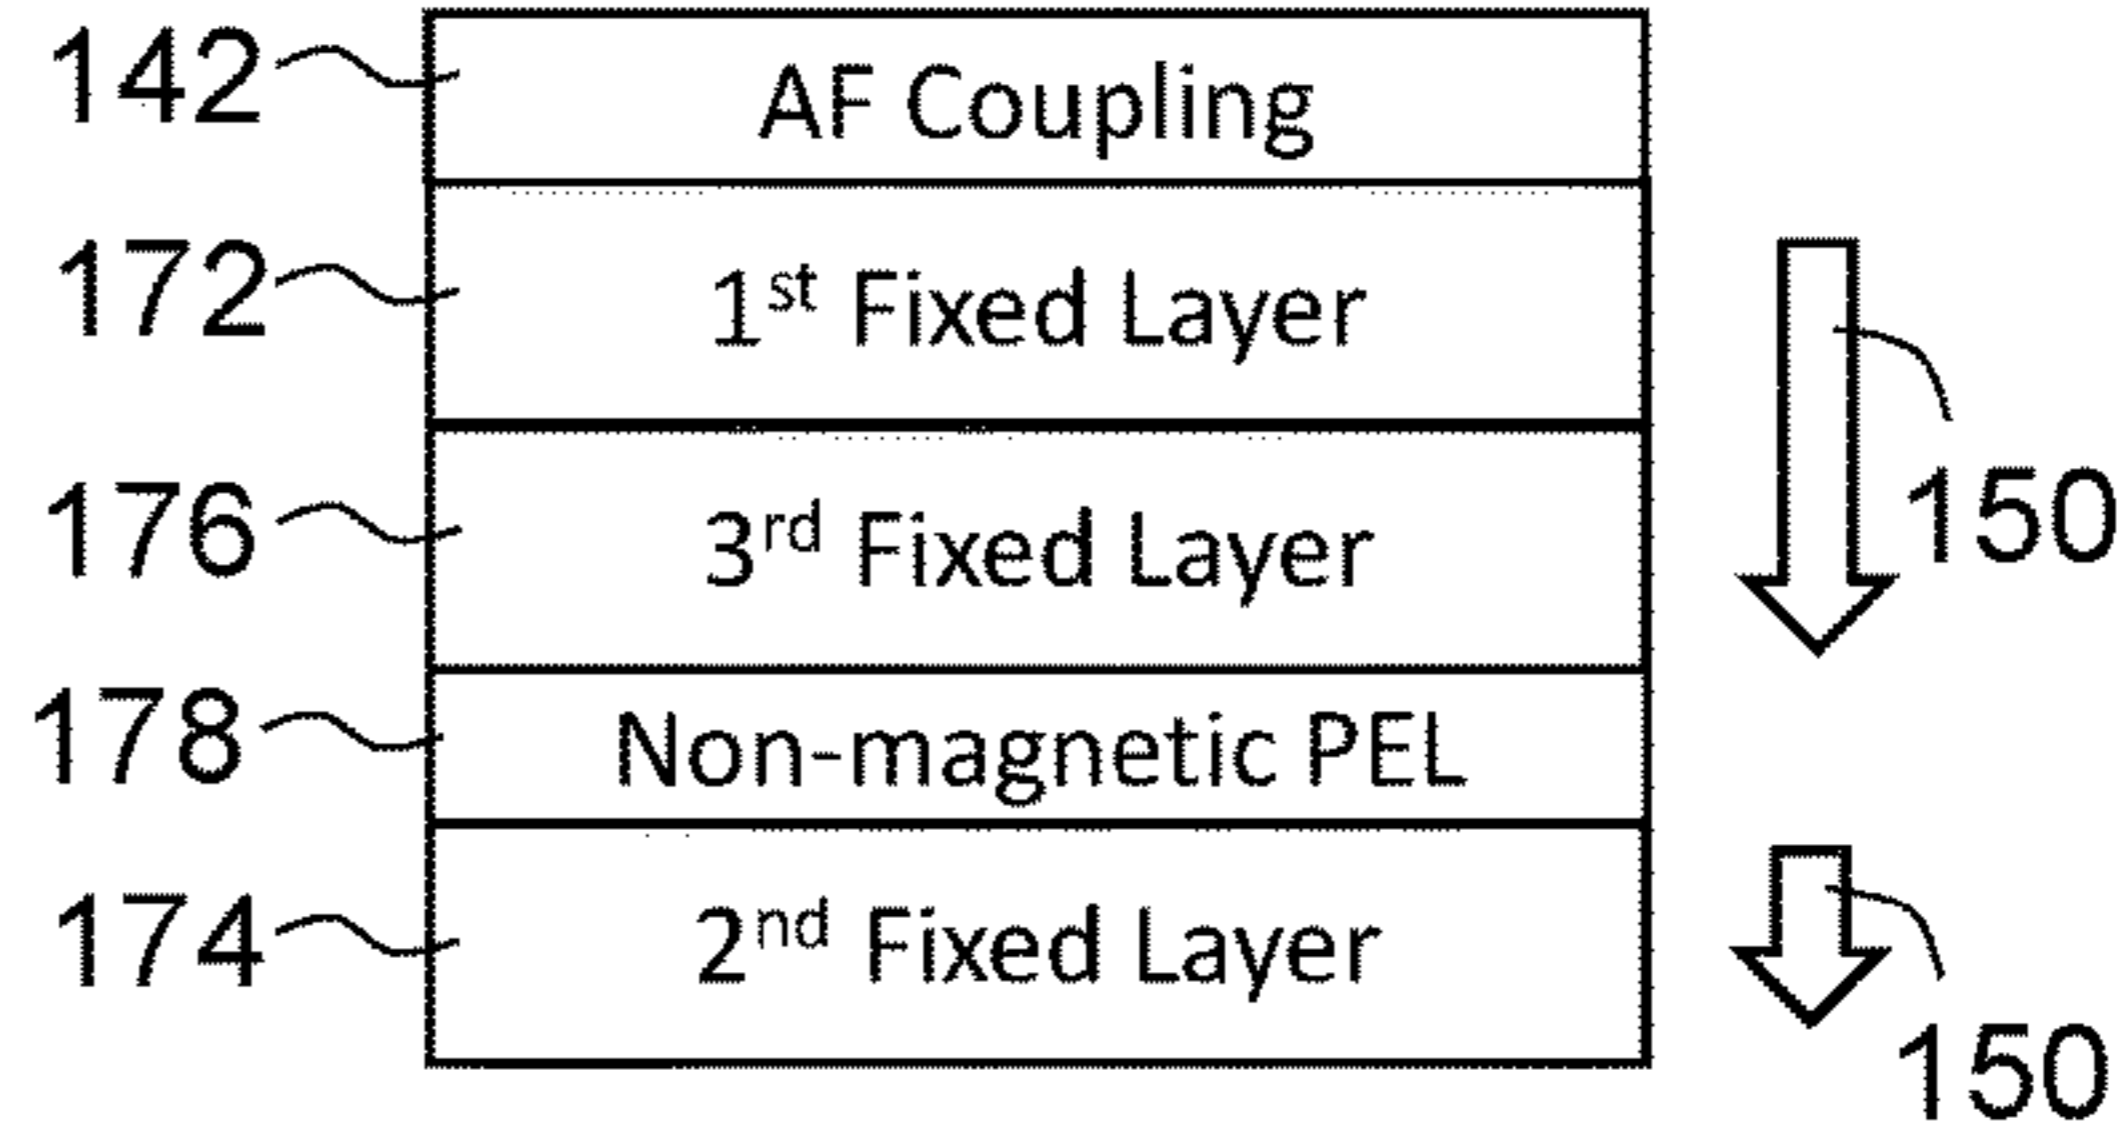 142 AF Coupling
172 1st Fixed Layer
150
176 3rd Fixed Layer
178 Non-magnetic PEL
174 2nd Fixed Layer
150